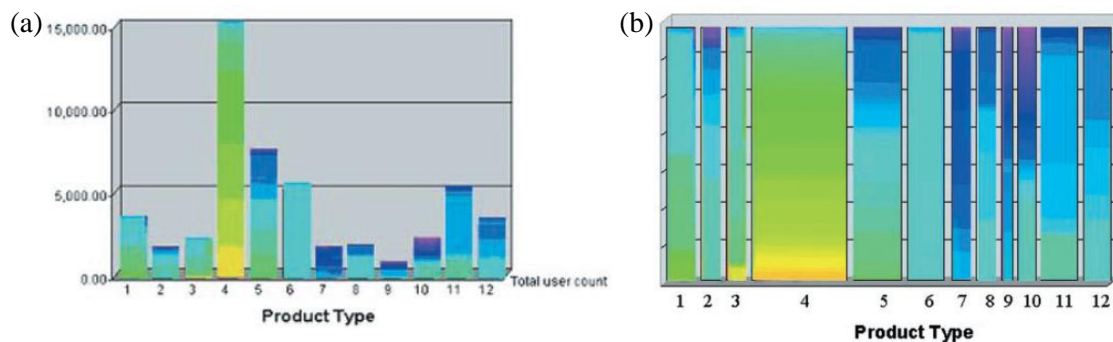 (a)
15,000.00
10,000.00
5,000.00
0.00
1 2 3 4 5 6 7 8 9 10 11 12
Total user count
Product Type
(b)
1 2 3 4 5 6 7 8 9 10 11 12
Product Type